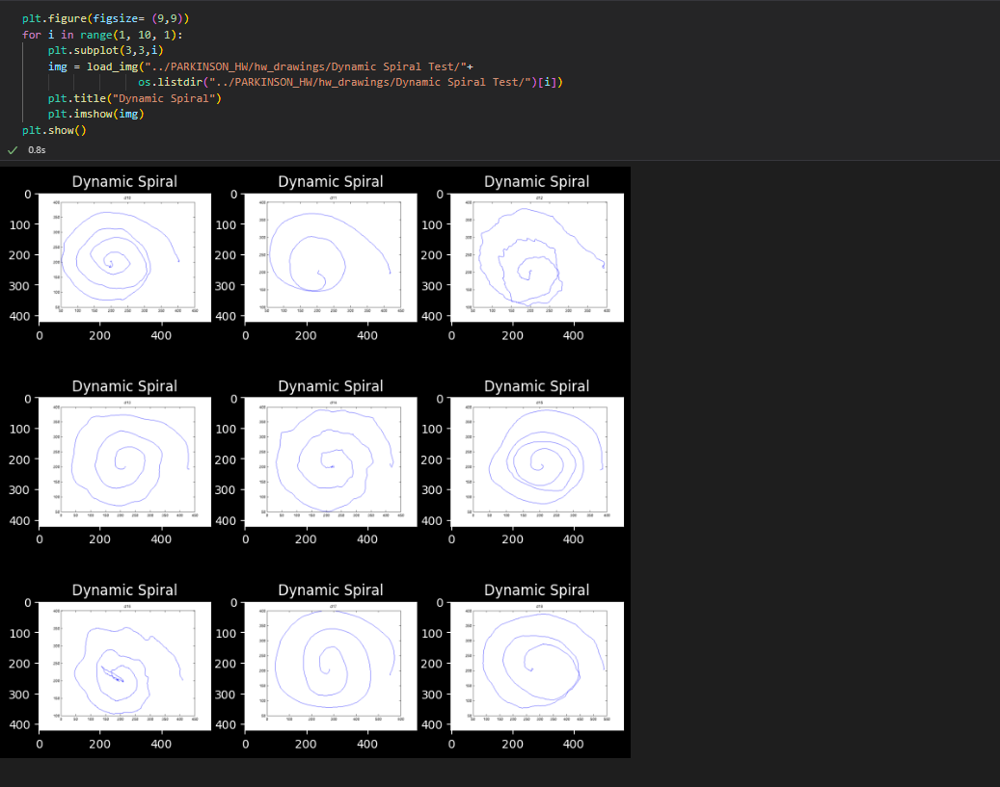 plt.figure(figsize= (9,9))
for i in range(1, 10, 1):
    plt.subplot(3,3,i)
    img = load_img("../PARKINSON_HW/hw_drawings/Dynamic Spiral Test/"+
                   os.listdir("../PARKINSON_HW/hw_drawings/Dynamic Spiral Test/")[i])
    plt.title("Dynamic Spiral")
    plt.imshow(img)
plt.show()
0.8s
Dynamic Spiral Dynamic Spiral Dynamic Spiral
0 0 0
100 100 100
200 200 200
300 300 300
400 400 400
0 200 400 0 200 400 0 200 400
Dynamic Spiral Dynamic Spiral Dynamic Spiral
0 0 0
100 100 100
200 200 200
300 300 300
400 400 400
0 200 400 0 200 400 0 200 400
Dynamic Spiral Dynamic Spiral Dynamic Spiral
0 0 0
100 100 100
200 200 200
300 300 300
400 400 400
0 200 400 0 200 400 0 200 400